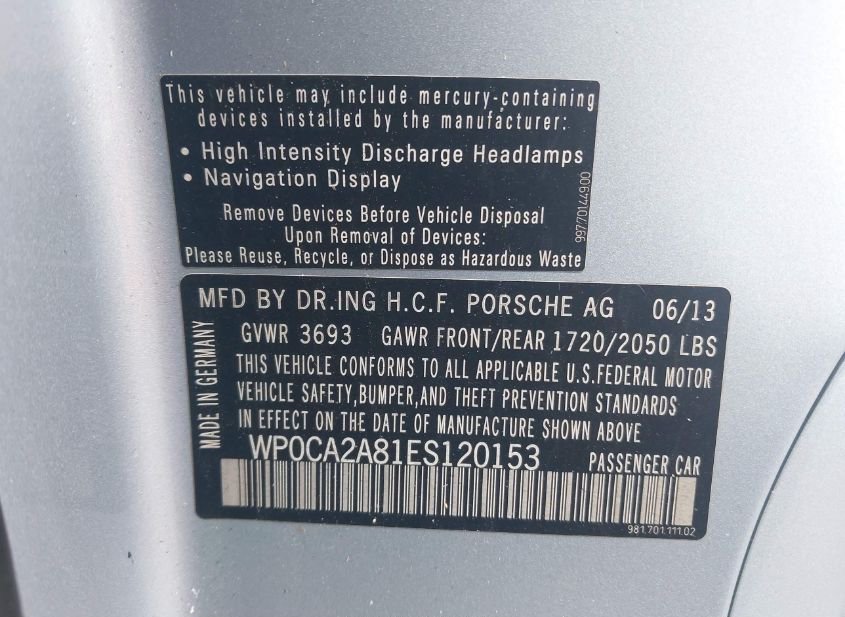 This vehicle may include mercury-containing
devices installed by the manufacturer:
• High Intensity Discharge Headlamps
• Navigation Display
Remove Devices Before Vehicle Disposal
Upon Removal of Devices:
Please Reuse, Recycle, or Dispose as Hazardous Waste
99770144900
MFD BY DR.ING H.C.F. PORSCHE AG 06/13
GVWR 3693 GAWR FRONT/REAR 1720/2050 LBS
THIS VEHICLE CONFORMS TO ALL APPLICABLE U.S.FEDERAL MOTOR
VEHICLE SAFETY,BUMPER,AND THEFT PREVENTION STANDARDS
IN EFFECT ON THE DATE OF MANUFACTURE SHOWN ABOVE
WP0CA2A81ES120153 PASSENGER CAR
MADE IN GERMANY
981.701.111.02